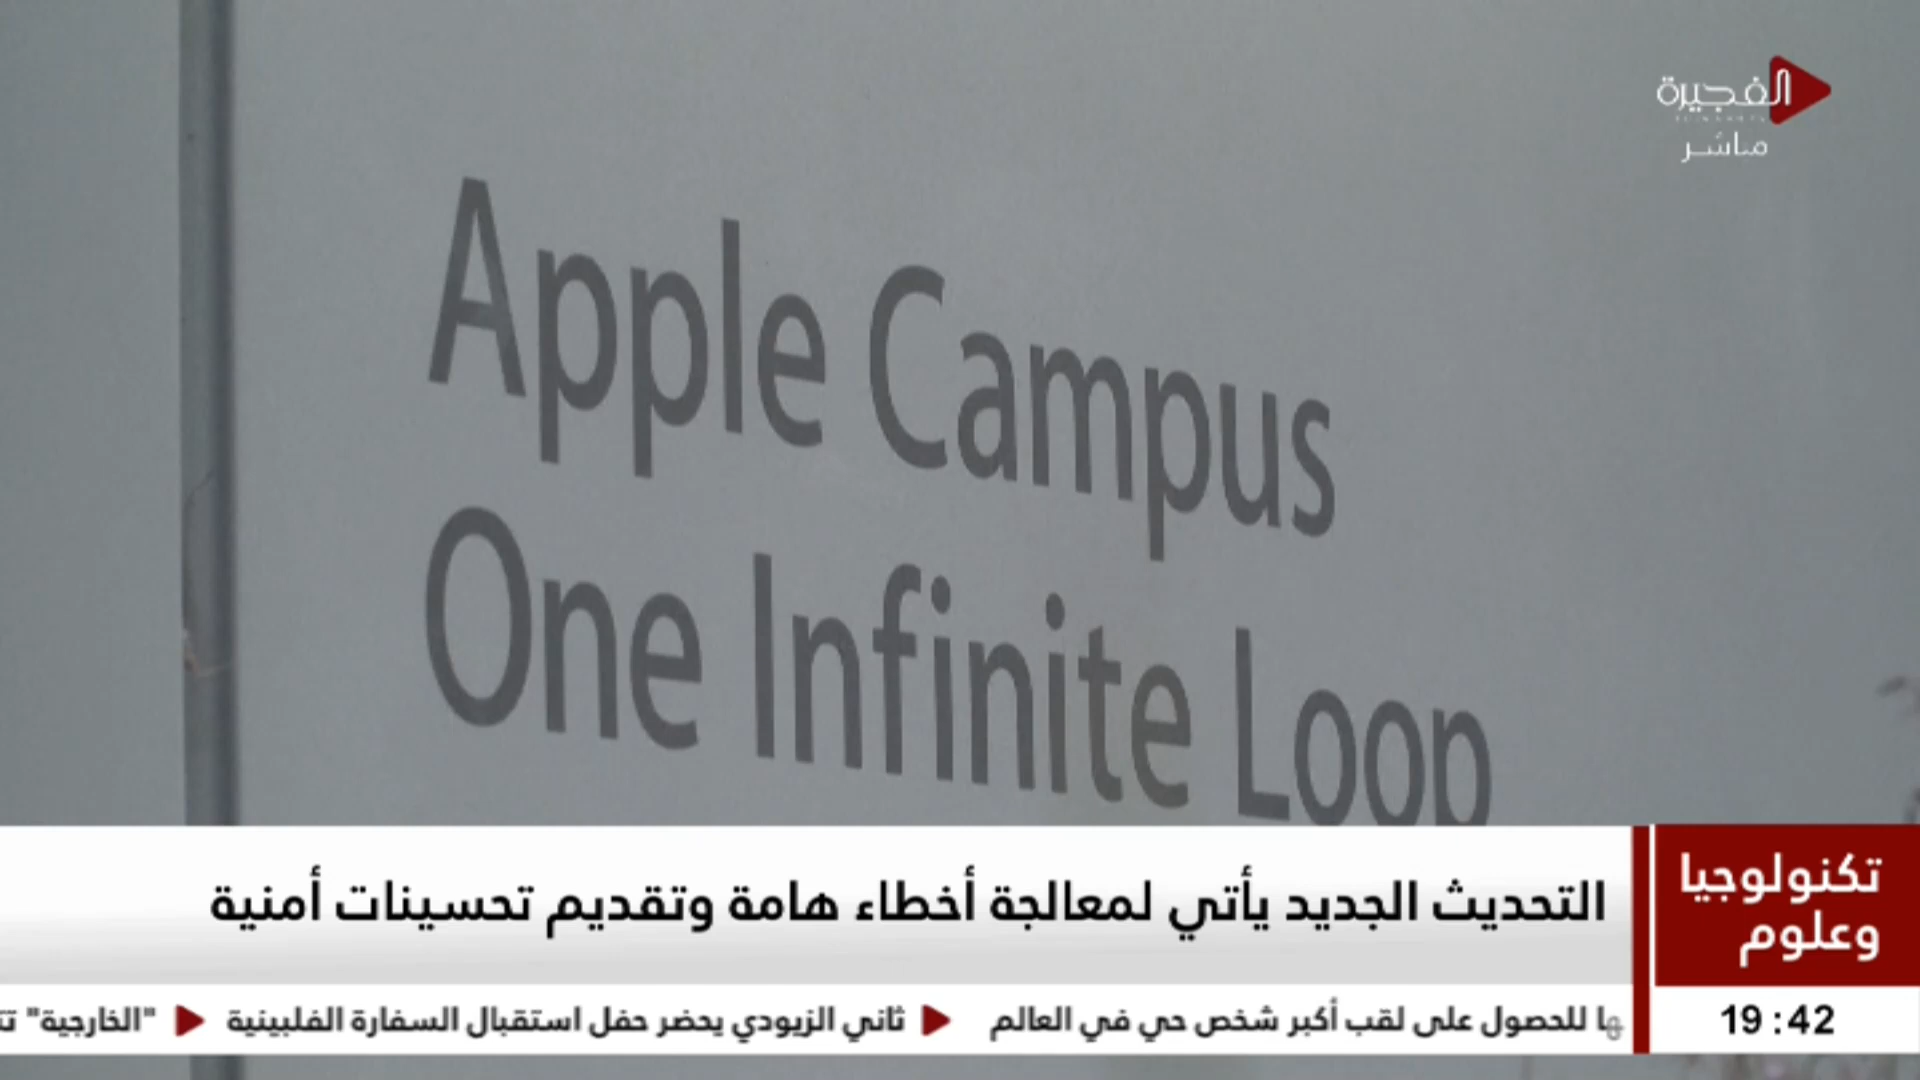 الفجيرة
مباشر
Apple Campus
One Infinite Loop
تكنولوجيا
وعلوم
التحديث الجديد يأتي لمعالجة أخطاء هامة وتقديم تحسينات أمنية
للحصول على لقب أكبر شخص حي في العالم ثاني الزيودي يحضر حفل استقبال السفارة الفلبينية "الخارجية"
19:42